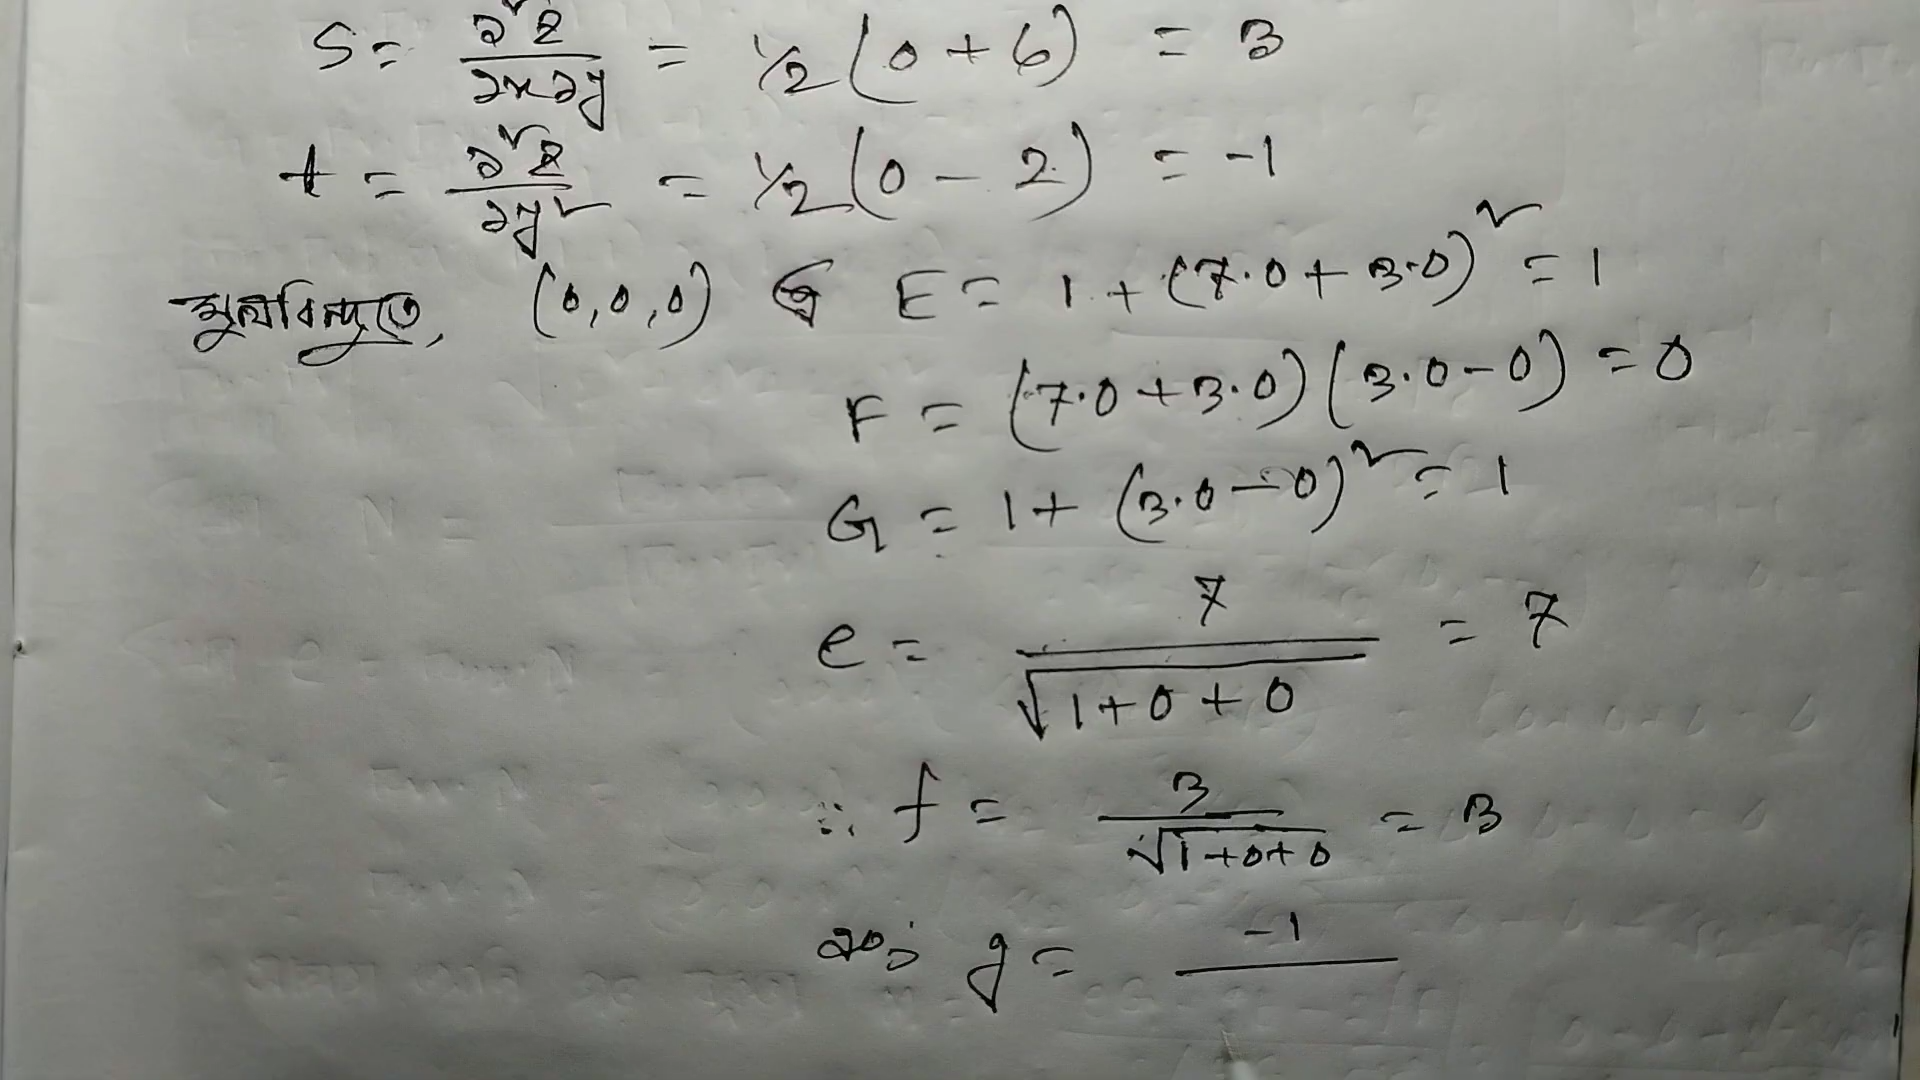 S = ∂²z/∂x∂y = 1/2 (0 + 6) = 3
t = ∂²z/∂y² = 1/2 (0 - 2) = -1
মূলবিন্দুতে, (0,0,0) E = 1 + (7·0 + 3·0)² = 1
F = (7·0 + 3·0)(3·0 - 0) = 0
G = 1 + (3·0 - 0)² = 1
e = 7/√(1+0+0) = 7
∴ f = 3/√(1+0+0) = 3
এবং g = -1/